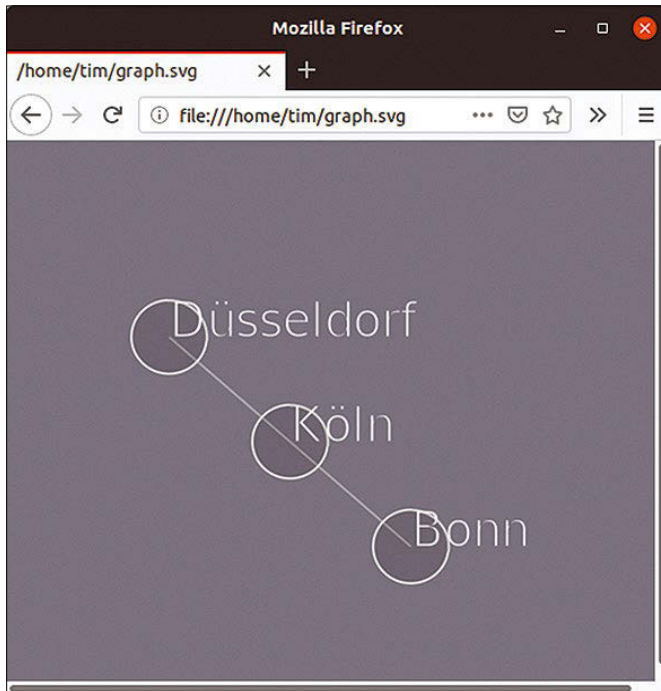 Mozilla Firefox
/home/tim/graph.svg
file:///home/tim/graph.svg
Düsseldorf
Köln
Bonn